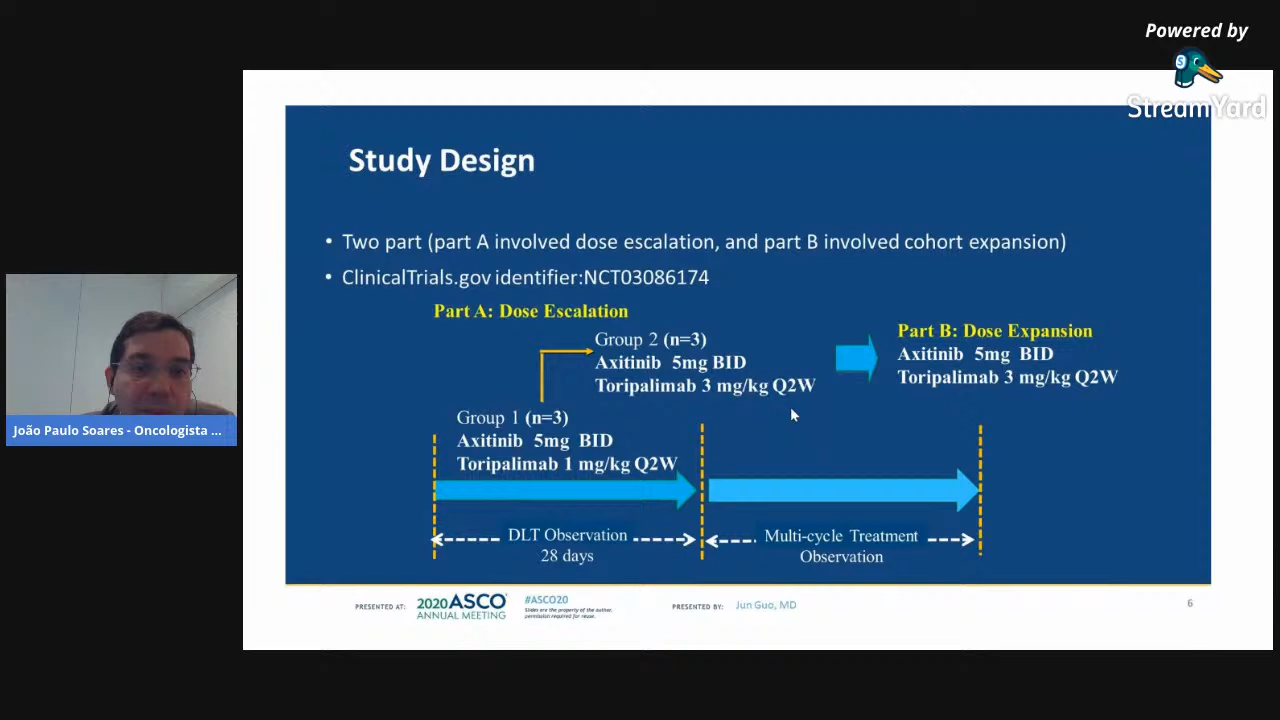 Powered by
StreamYard
Study Design
• Two part (part A involved dose escalation, and part B involved cohort expansion)
• ClinicalTrials.gov identifier:NCT03086174
Part A: Dose Escalation
Group 2 (n=3)
Axitinib 5mg BID
Toripalimab 3 mg/kg Q2W
Part B: Dose Expansion
Axitinib 5mg BID
Toripalimab 3 mg/kg Q2W
Group 1 (n=3)
Axitinib 5mg BID
Toripalimab 1 mg/kg Q2W
DLT Observation
28 days
Multi-cycle Treatment
Observation
João Paulo Soares - Oncologista ...
PRESENTED AT:
2020 ASCO
ANNUAL MEETING
#ASCO20
Slides are the property of the author,
permission required for reuse.
PRESENTED BY:
Jun Guo, MD
6